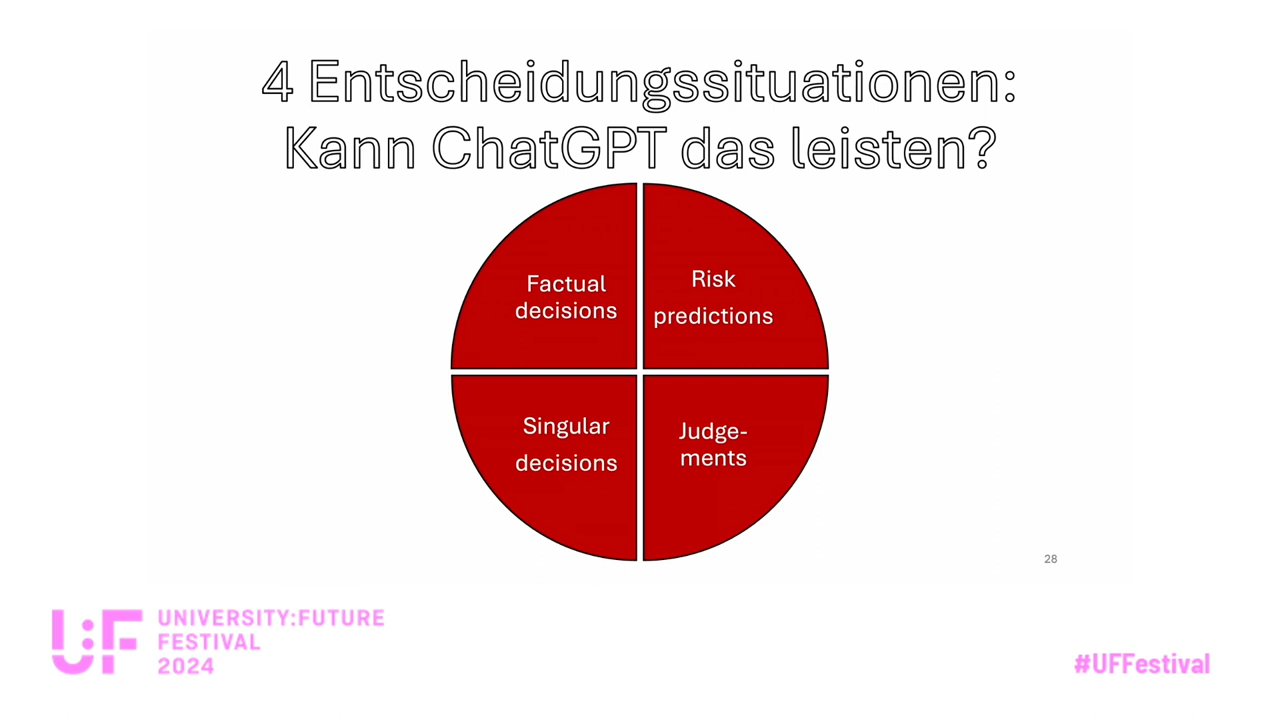 4 Entscheidungssituationen:
Kann ChatGPT das leisten?
Factual
decisions
Risk
predictions
Singular
decisions
Judge-
ments
28
U:F
UNIVERSITY:FUTURE
FESTIVAL
2024
#UFFestival